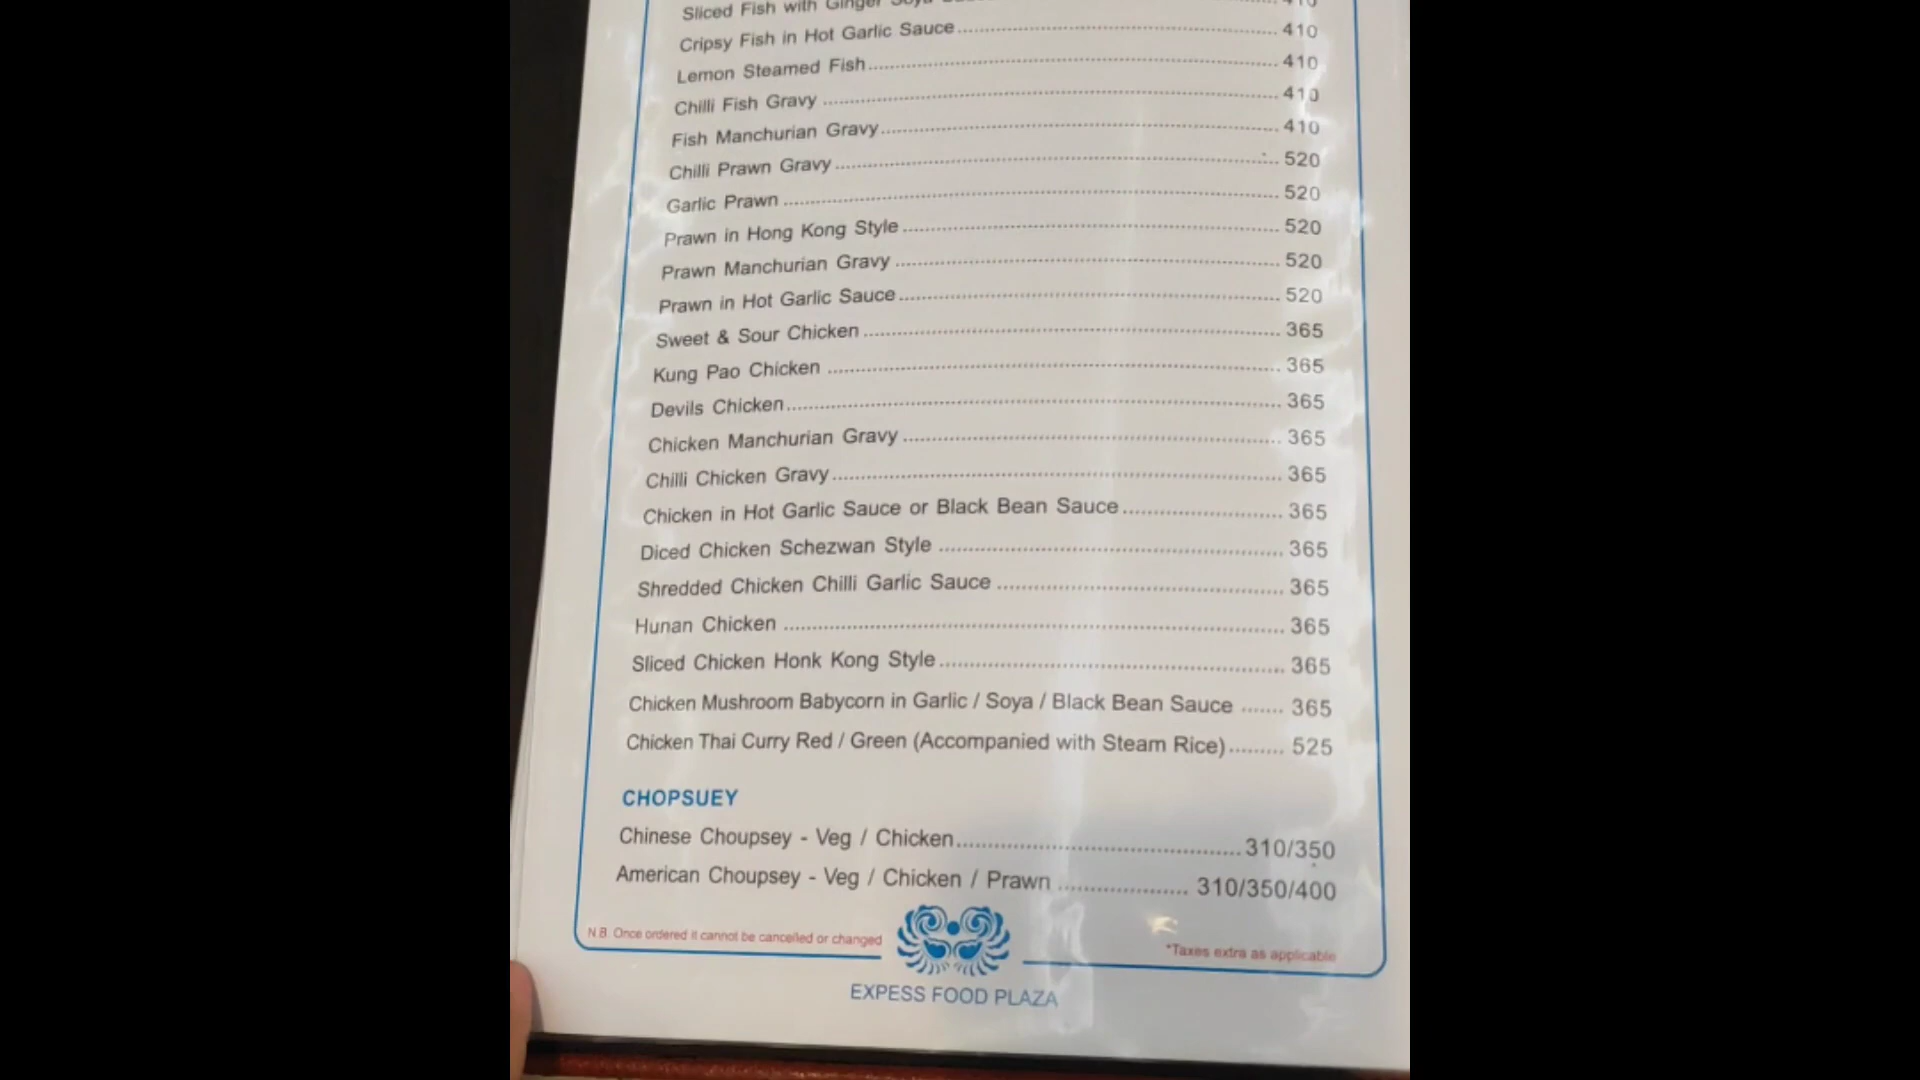 Sliced Fish with Ginger Soya 410
Cripsy Fish in Hot Garlic Sauce 410
Lemon Steamed Fish 410
Chilli Fish Gravy 410
Fish Manchurian Gravy 410
Chilli Prawn Gravy 520
Garlic Prawn 520
Prawn in Hong Kong Style 520
Prawn Manchurian Gravy 520
Prawn in Hot Garlic Sauce 520
Sweet & Sour Chicken 365
Kung Pao Chicken 365
Devils Chicken 365
Chicken Manchurian Gravy 365
Chilli Chicken Gravy 365
Chicken in Hot Garlic Sauce or Black Bean Sauce 365
Diced Chicken Schezwan Style 365
Shredded Chicken Chilli Garlic Sauce 365
Hunan Chicken 365
Sliced Chicken Honk Kong Style 365
Chicken Mushroom Babycorn in Garlic / Soya / Black Bean Sauce 365
Chicken Thai Curry Red / Green (Accompanied with Steam Rice) 525
CHOPSUEY
Chinese Choupsey - Veg / Chicken 310/350
American Choupsey - Veg / Chicken / Prawn 310/350/400
N.B. Once ordered it cannot be cancelled or changed
*Taxes extra as applicable
EXPESS FOOD PLAZA